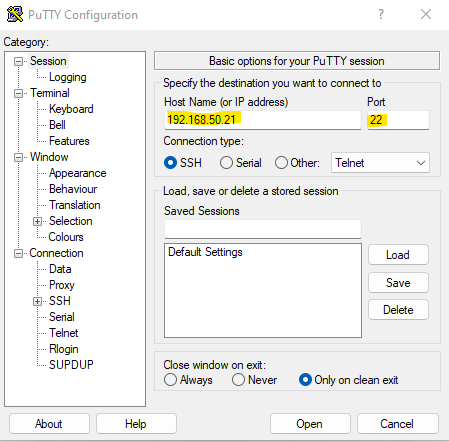 PuTTY Configuration
? ×
Category:
Session
Logging
Terminal
Keyboard
Bell
Features
Window
Appearance
Behaviour
Translation
Selection
Colours
Connection
Data
Proxy
SSH
Serial
Telnet
Rlogin
SUPDUP
Basic options for your PuTTY session
Specify the destination you want to connect to
Host Name (or IP address) Port
192.168.50.21 22
Connection type:
SSH Serial Other: Telnet
Load, save or delete a stored session
Saved Sessions
Default Settings
Load
Save
Delete
Close window on exit:
Always Never Only on clean exit
About Help Open Cancel